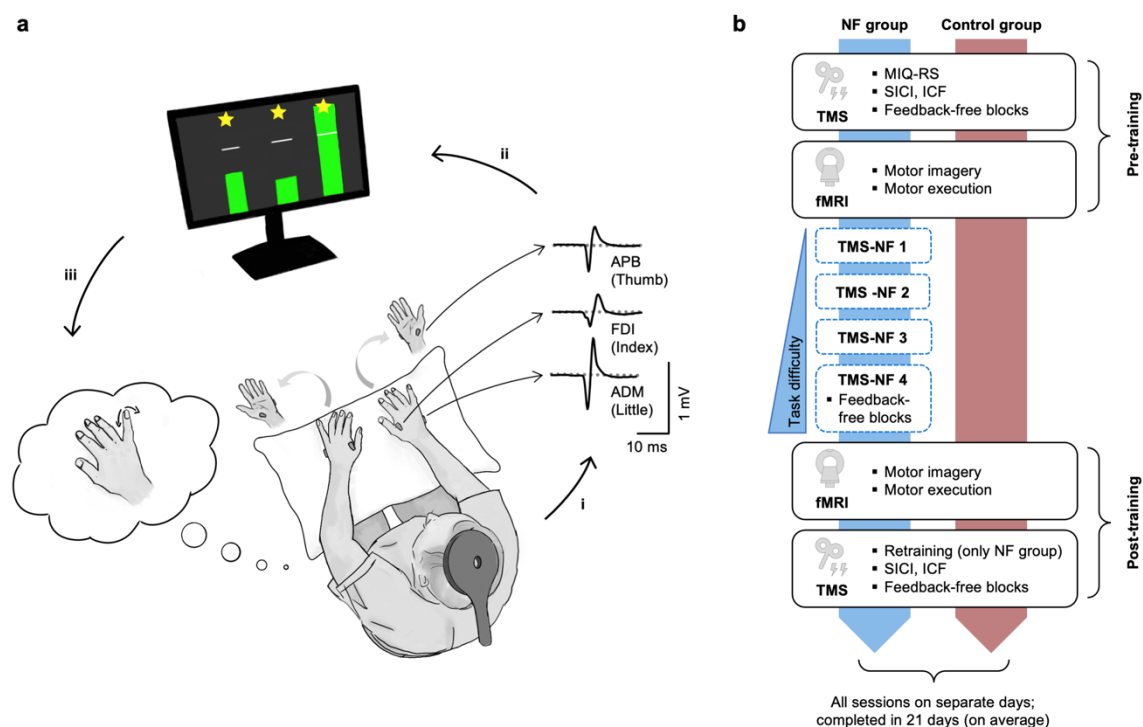 a
ii
iii
i
APB
(Thumb)
FDI
(Index)
ADM
(Little)
1 mV
10 ms
b
NF group
Control group
TMS
▪ MIQ-RS
▪ SICI, ICF
▪ Feedback-free blocks
fMRI
▪ Motor imagery
▪ Motor execution
Pre-training
Task difficulty
TMS-NF 1
TMS -NF 2
TMS-NF 3
TMS-NF 4
▪ Feedback-
free blocks
fMRI
▪ Motor imagery
▪ Motor execution
TMS
▪ Retraining (only NF group)
▪ SICI, ICF
▪ Feedback-free blocks
Post-training
All sessions on separate days;
completed in 21 days (on average)